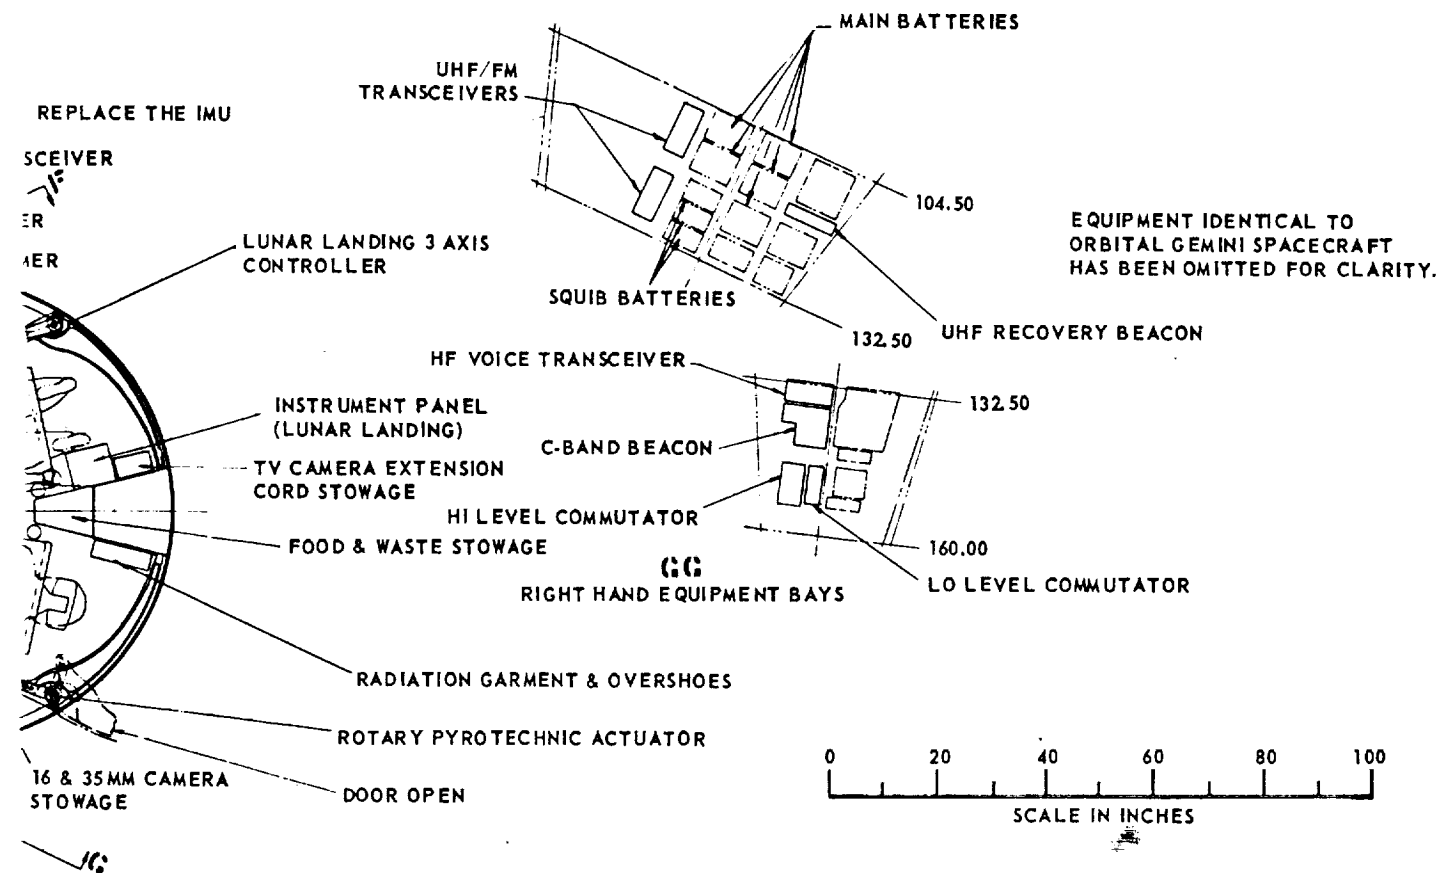 MAIN BATTERIES
UHF/FM
TRANSCEIVERS
REPLACE THE IMU
SCEIVER
ER
MER
104.50
EQUIPMENT IDENTICAL TO
ORBITAL GEMINI SPACECRAFT
HAS BEEN OMITTED FOR CLARITY.
LUNAR LANDING 3 AXIS
CONTROLLER
SQUIB BATTERIES
132.50
UHF RECOVERY BEACON
HF VOICE TRANSCEIVER
132.50
INSTRUMENT PANEL
(LUNAR LANDING)
C-BAND BEACON
TV CAMERA EXTENSION
CORD STOWAGE
HI LEVEL COMMUTATOR
FOOD & WASTE STOWAGE
160.00
GG
RIGHT HAND EQUIPMENT BAYS
LO LEVEL COMMUTATOR
RADIATION GARMENT & OVERSHOES
ROTARY PYROTECHNIC ACTUATOR
16 & 35MM CAMERA
STOWAGE
DOOR OPEN
0 20 40 60 80 100
SCALE IN INCHES
G